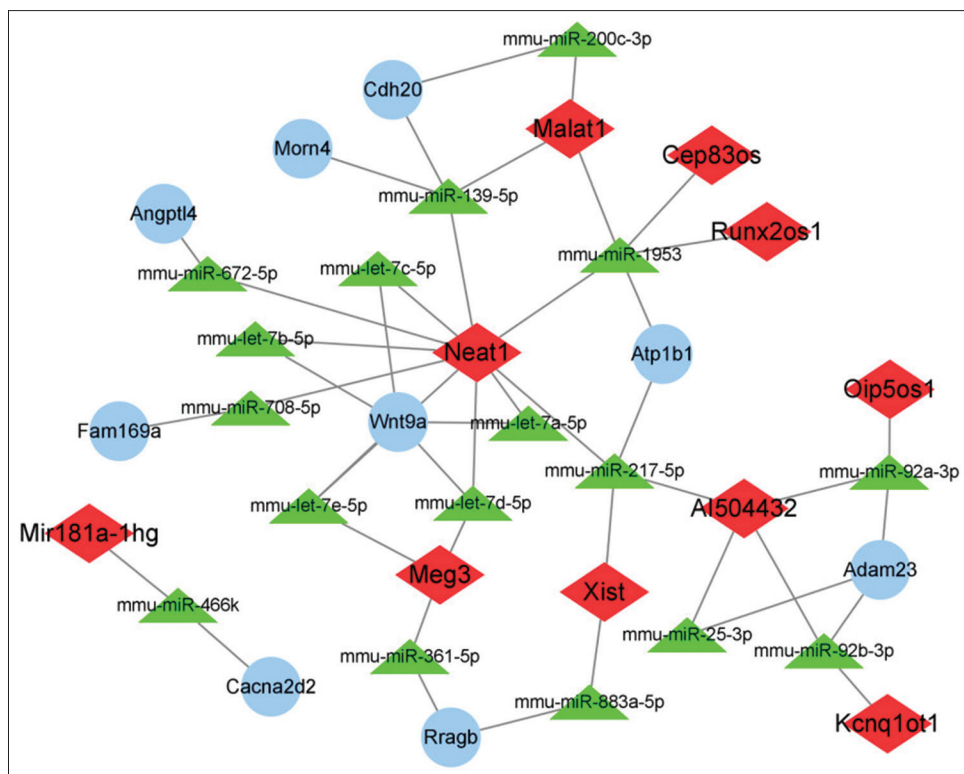 mmu-miR-200c-3p
Cdh20
Malat1
Morn4
Cep83os
mmu-miR-139-5p
Angptl4
Runx2os1
mmu-miR-1953
mmu-let-7c-5p
mmu-miR-672-5p
mmu-let-7b-5p
Neat1
Atp1b1
Oip5os1
mmu-miR-708-5p
Wnt9a
mmu-let-7a-5p
Fam169a
mmu-miR-217-5p
mmu-miR-92a-3p
mmu-let-7e-5p
mmu-let-7d-5p
AI504432
Mir181a-1hg
Meg3
Xist
Adam23
mmu-miR-466k
mmu-miR-25-3p
mmu-miR-361-5p
mmu-miR-92b-3p
Cacna2d2
mmu-miR-883a-5p
Rragb
Kcnq1ot1